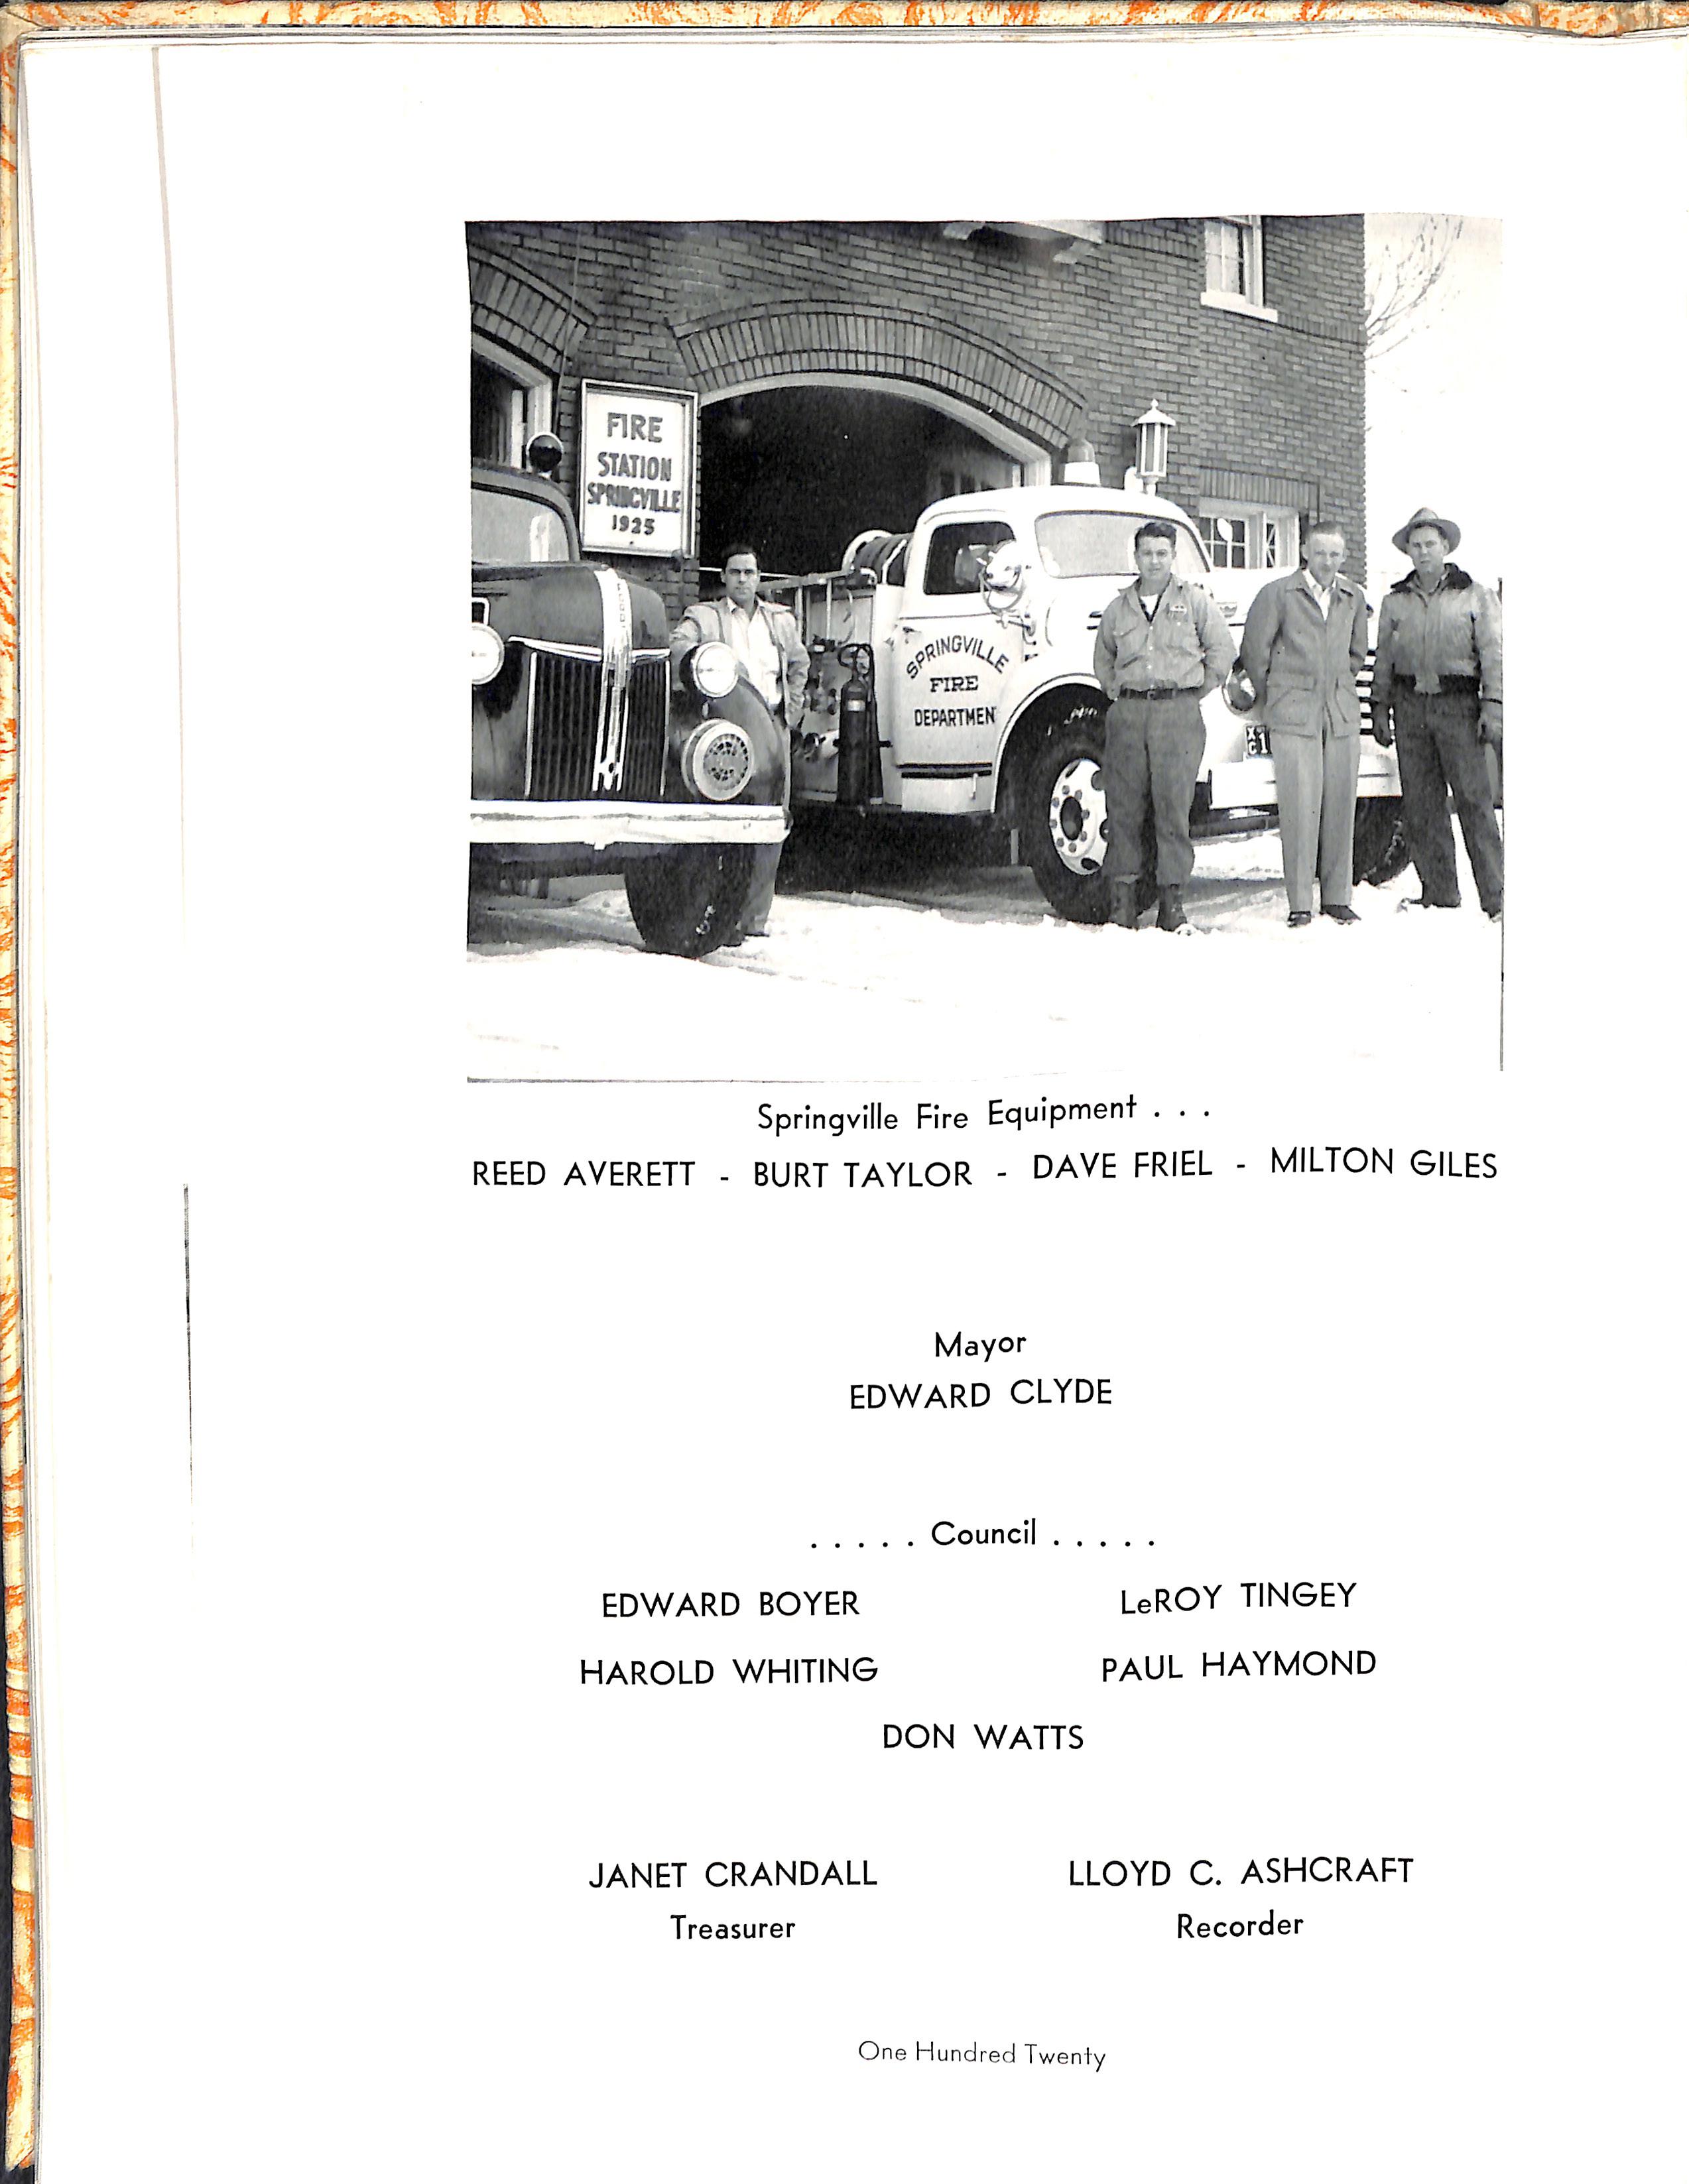 FIRE
STATION
SPRINGVILLE
1925
SPRINGVILLE
FIRE
DEPARTMEN
Springville Fire Equipment . . .
REED AVERETT - BURT TAYLOR - DAVE FRIEL - MILTON GILES
Mayor
EDWARD CLYDE
. . . . . Council . . . . .
EDWARD BOYER LeROY TINGEY
HAROLD WHITING PAUL HAYMOND
DON WATTS
JANET CRANDALL LLOYD C. ASHCRAFT
Treasurer Recorder
One Hundred Twenty